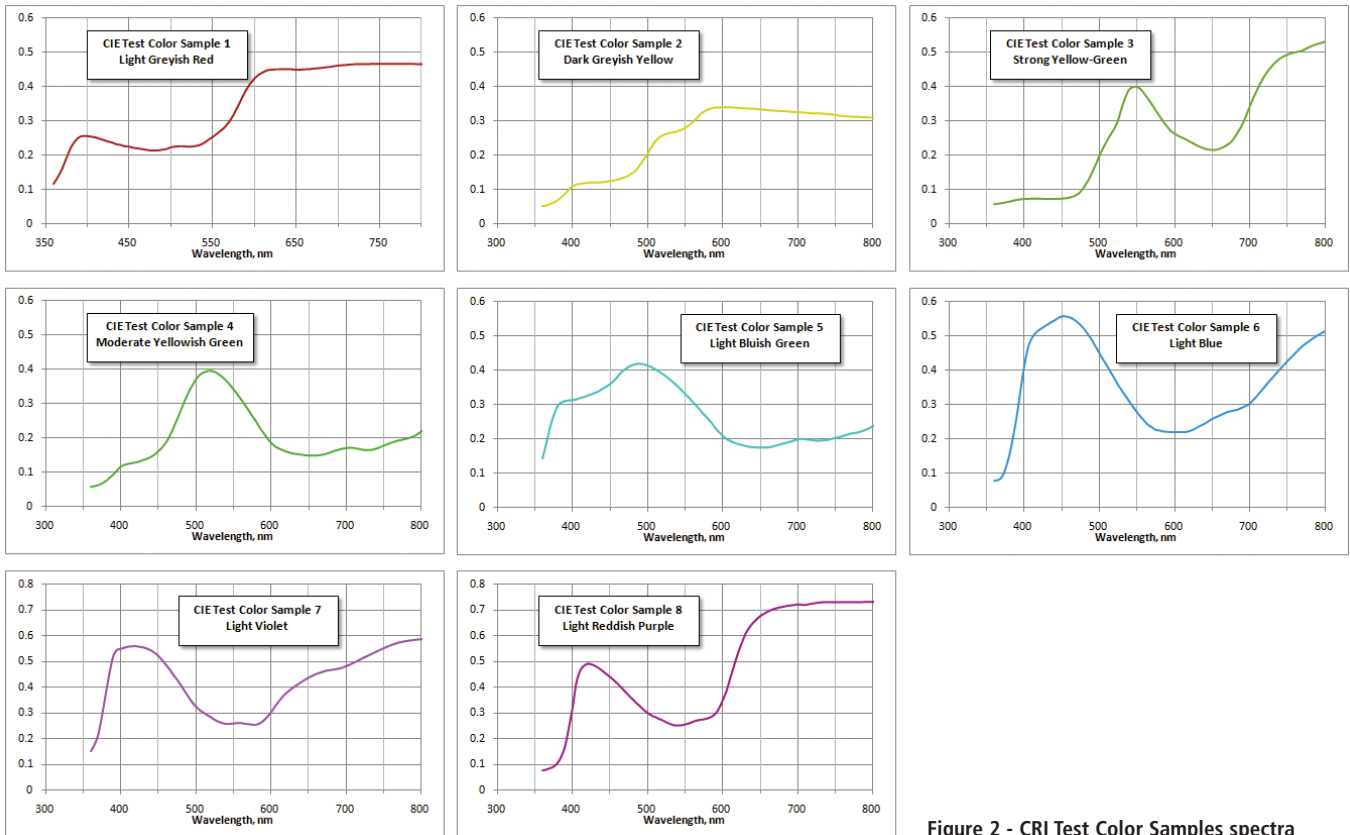 CIE Test Color Sample 1
Light Greyish Red
0.6
0.5
0.4
0.3
0.2
0.1
0
350 450 550 650 750
Wavelength, nm
CIE Test Color Sample 2
Dark Greyish Yellow
0.6
0.5
0.4
0.3
0.2
0.1
0
300 400 500 600 700 800
Wavelength, nm
CIE Test Color Sample 3
Strong Yellow-Green
0.6
0.5
0.4
0.3
0.2
0.1
0
300 400 500 600 700 800
Wavelength, nm
CIE Test Color Sample 4
Moderate Yellowish Green
0.6
0.5
0.4
0.3
0.2
0.1
0
300 400 500 600 700 800
Wavelength, nm
CIE Test Color Sample 5
Light Bluish Green
0.6
0.5
0.4
0.3
0.2
0.1
0
300 400 500 600 700 800
Wavelength, nm
CIE Test Color Sample 6
Light Blue
0.6
0.5
0.4
0.3
0.2
0.1
0
300 400 500 600 700 800
Wavelength, nm
CIE Test Color Sample 7
Light Violet
0.8
0.7
0.6
0.5
0.4
0.3
0.2
0.1
0
300 400 500 600 700 800
Wavelength, nm
CIE Test Color Sample 8
Light Reddish Purple
0.8
0.7
0.6
0.5
0.4
0.3
0.2
0.1
0
300 400 500 600 700 800
Wavelength, nm
Figure 2 - CRI Test Color Samples spectra